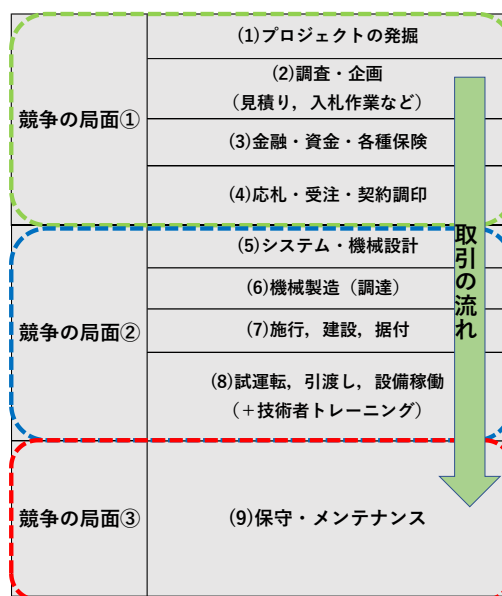 競争の局面①
(1)プロジェクトの発掘
(2)調査・企画
(見積り，入札作業など)
(3)金融・資金・各種保険
(4)応札・受注・契約調印
競争の局面②
(5)システム・機械設計
(6)機械製造（調達）
(7)施行，建設，据付
(8)試運転，引渡し，設備稼働
(＋技術者トレーニング)
競争の局面③
(9)保守・メンテナンス
取引の流れ